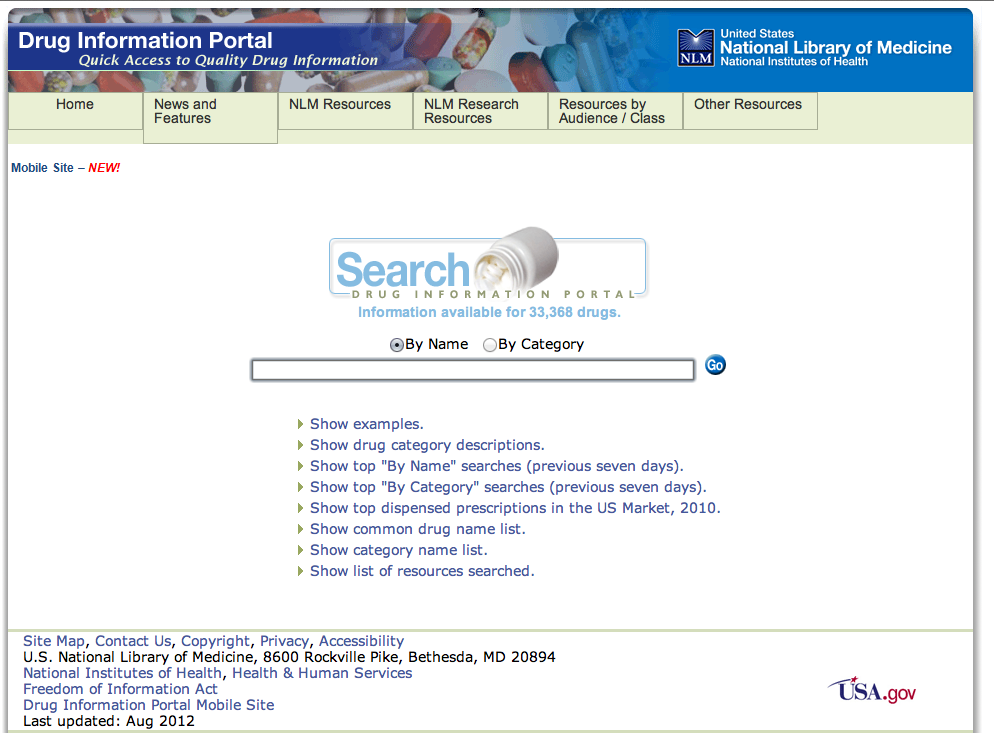 Drug Information Portal
Quick Access to Quality Drug Information
NLM
United States
National Library of Medicine
National Institutes of Health
Home
News and
Features
NLM Resources
NLM Research
Resources
Resources by
Audience / Class
Other Resources
Mobile Site – NEW!
Search
DRUG INFORMATION PORTAL
Information available for 33,368 drugs.
By Name By Category
Go
Show examples.
Show drug category descriptions.
Show top "By Name" searches (previous seven days).
Show top "By Category" searches (previous seven days).
Show top dispensed prescriptions in the US Market, 2010.
Show common drug name list.
Show category name list.
Show list of resources searched.
Site Map, Contact Us, Copyright, Privacy, Accessibility
U.S. National Library of Medicine, 8600 Rockville Pike, Bethesda, MD 20894
National Institutes of Health, Health & Human Services
Freedom of Information Act
Drug Information Portal Mobile Site
Last updated: Aug 2012
USA.gov